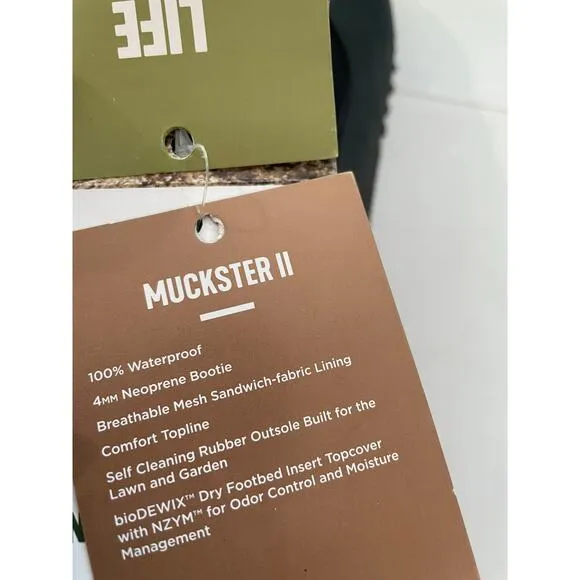 LIFE
MUCKSTER II
100% Waterproof
4MM Neoprene Bootie
Breathable Mesh Sandwich-fabric Lining
Comfort Topline
Self Cleaning Rubber Outsole Built for the
Lawn and Garden
bioDEWIX™ Dry Footbed Insert Topcover
with NZYM™ for Odor Control and Moisture
Management